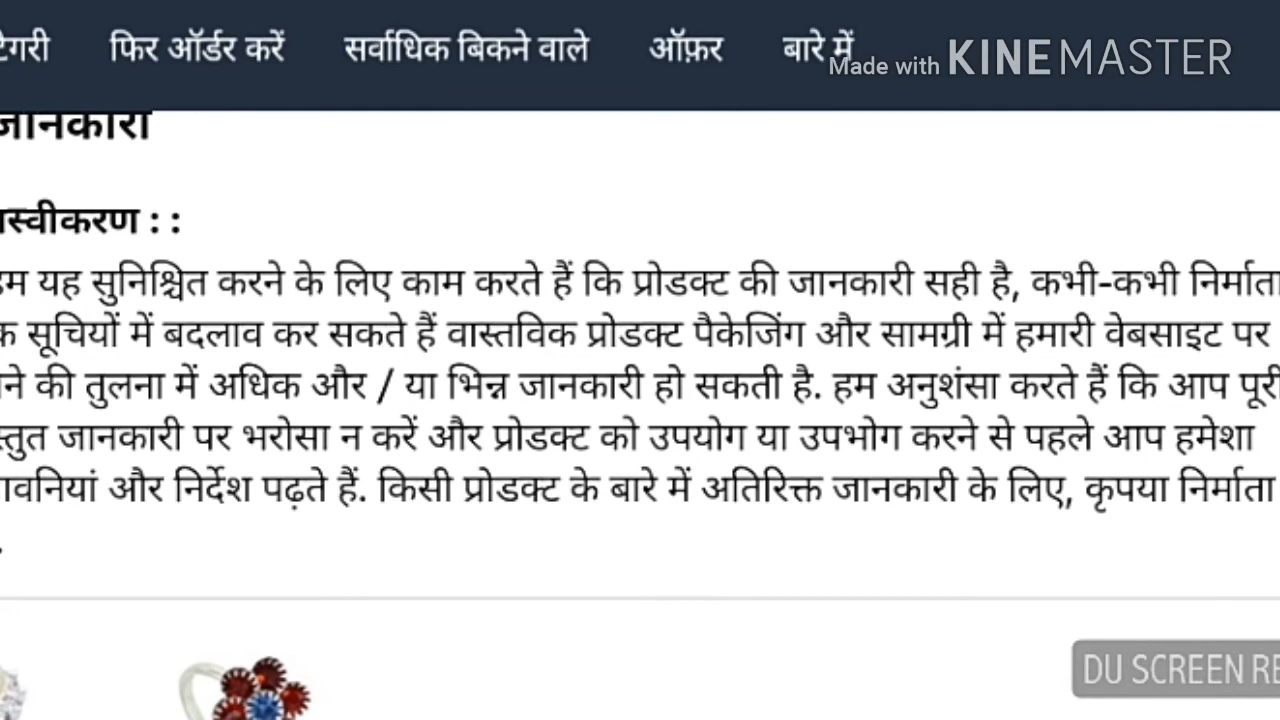 टेगरी फिर ऑर्डर करें सर्वाधिक बिकने वाले ऑफ़र बारे में
Made with KINEMASTER
जानकारी
स्वीकरण : :
हम यह सुनिश्चित करने के लिए काम करते हैं कि प्रोडक्ट की जानकारी सही है, कभी-कभी निर्माता
क सूचियों में बदलाव कर सकते हैं वास्तविक प्रोडक्ट पैकेजिंग और सामग्री में हमारी वेबसाइट पर
ने की तुलना में अधिक और / या भिन्न जानकारी हो सकती है. हम अनुशंसा करते हैं कि आप पूरी
स्तुत जानकारी पर भरोसा न करें और प्रोडक्ट को उपयोग या उपभोग करने से पहले आप हमेशा
ावनियां और निर्देश पढ़ते हैं. किसी प्रोडक्ट के बारे में अतिरिक्त जानकारी के लिए, कृपया निर्माता
.
DU SCREEN RE